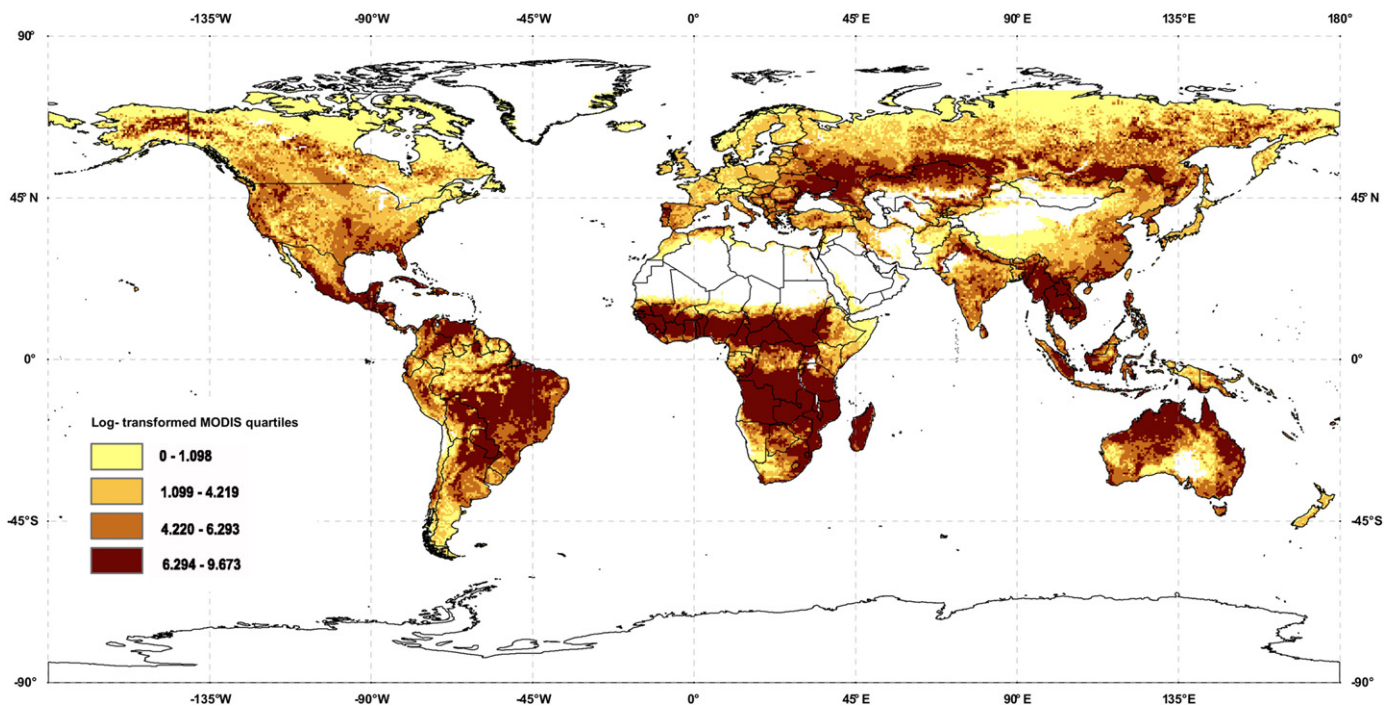 -135°W -90°W -45°W 0° 45°E 90°E 135°E 180°
90° 90°
45°N 45°N
0° 0°
Log- transformed MODIS quartiles
0 - 1.098
1.099 - 4.219
4.220 - 6.293
6.294 - 9.673
-45°S -45°S
-90° -90°
-135°W -90°W -45°W 0° 45°E 90°E 135°E 180°